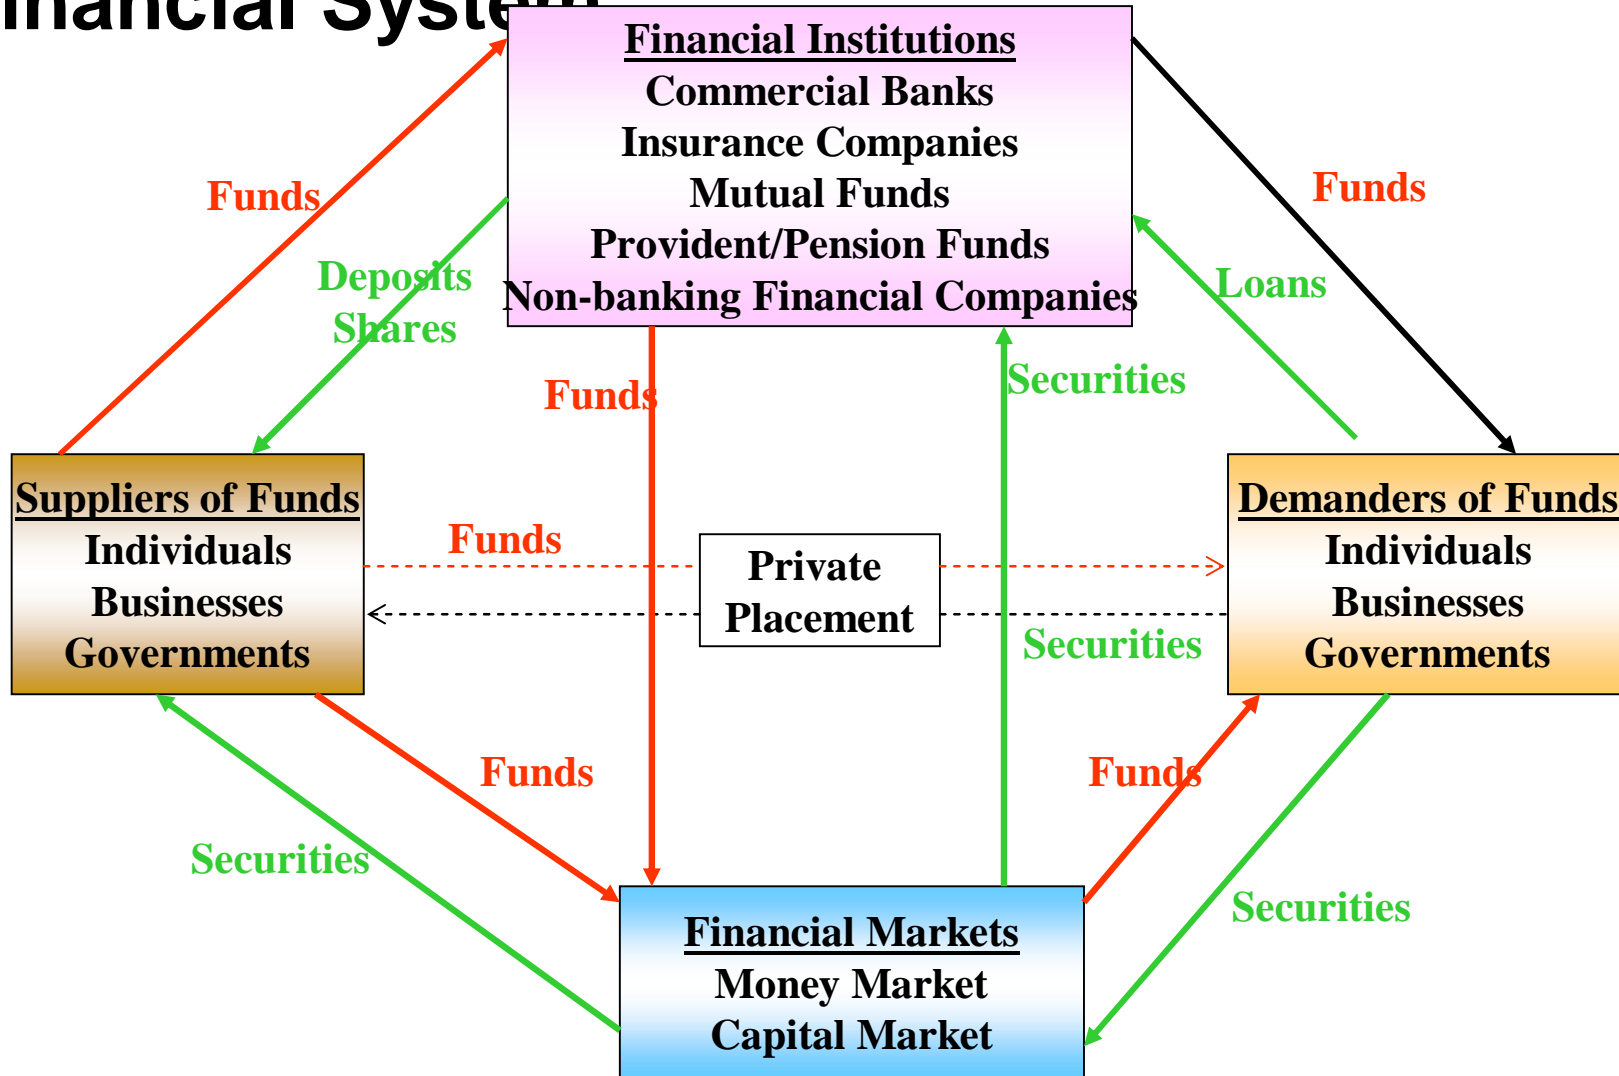 nancial System
Financial Institutions
Commercial Banks
Insurance Companies
Mutual Funds
Provident/Pension Funds
Non-banking Financial Companies
Funds
Funds
Deposits
Shares
Loans
Funds
Securities
Suppliers of Funds
Individuals
Businesses
Governments
Funds
Private
Placement
Securities
Demanders of Funds
Individuals
Businesses
Governments
Funds
Funds
Securities
Securities
Financial Markets
Money Market
Capital Market